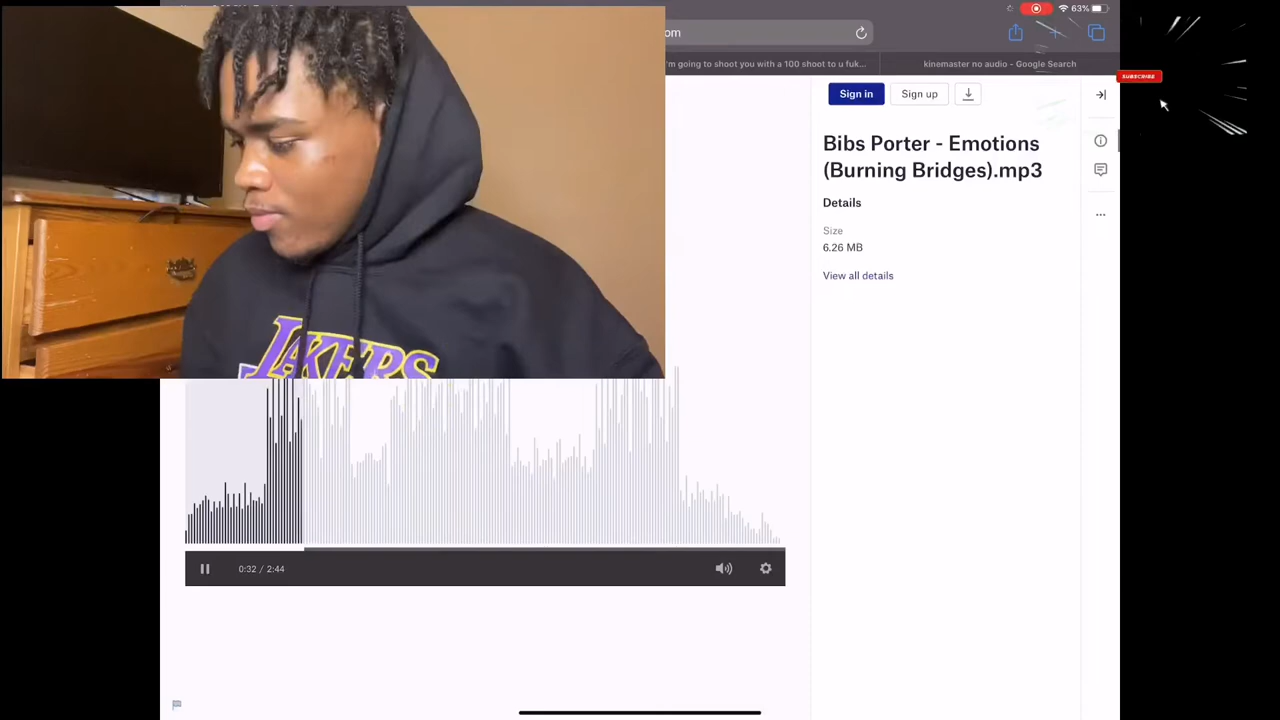 63%
om
'm going to shoot you with a 100 shoot to u fuk...
kinemaster no audio - Google Search
SUBSCRIBE
Sign in
Sign up
Bibs Porter - Emotions
(Burning Bridges).mp3
Details
Size
6.26 MB
View all details
LAKERS
0:32 / 2:44